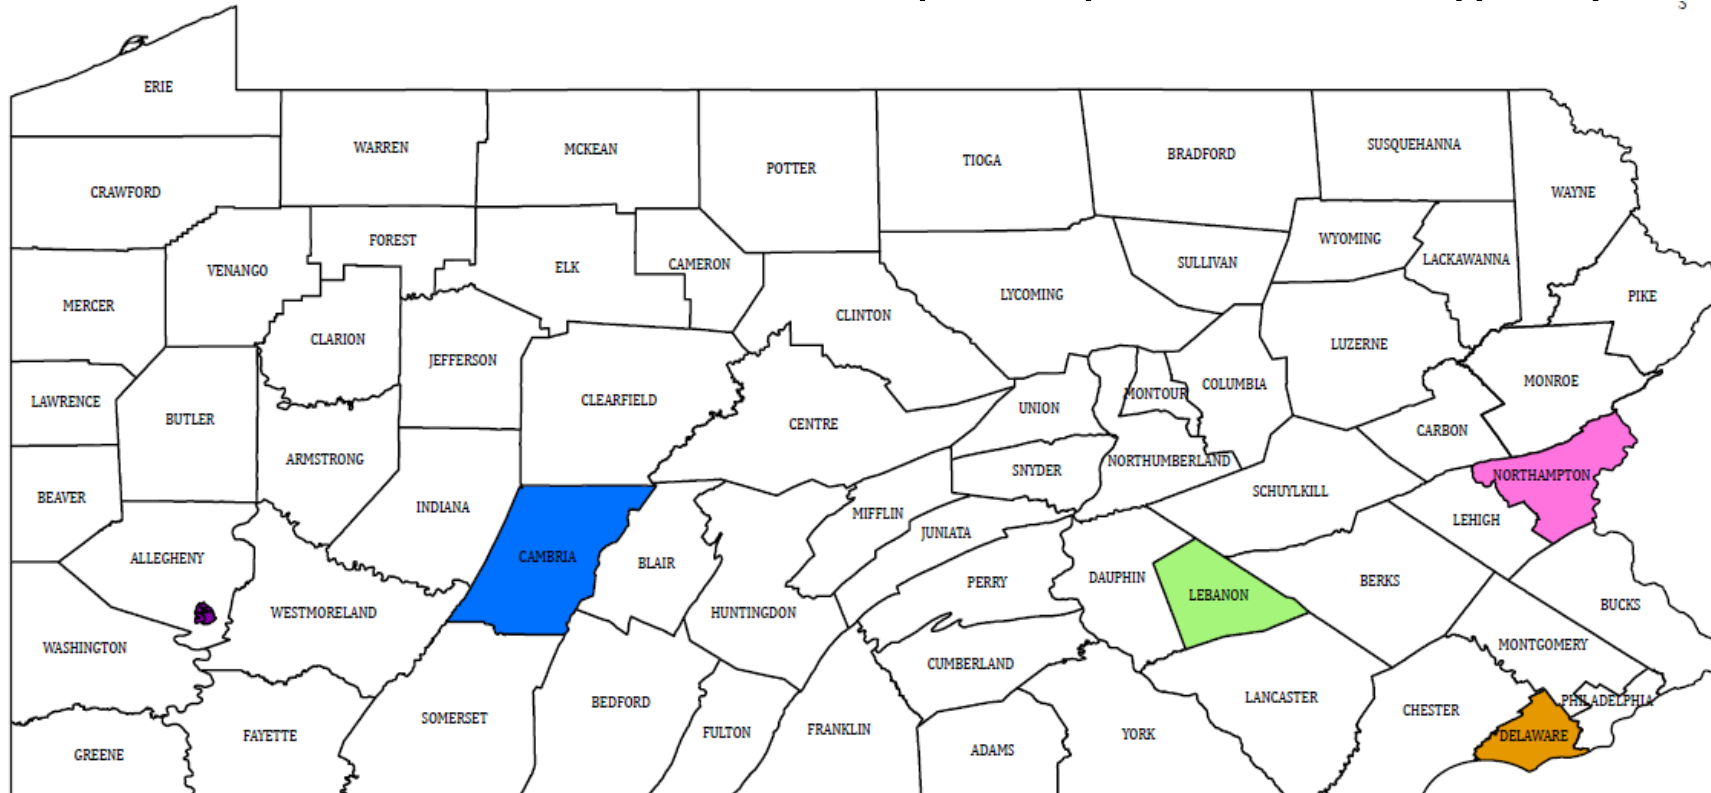 ERIE
WARREN
MCKEAN
POTTER
TIOGA
BRADFORD
SUSQUEHANNA
WAYNE
CRAWFORD
FOREST
VENANGO
ELK
CAMERON
SULLIVAN
WYOMING
LACKAWANNA
PIKE
MERCER
CLARION
JEFFERSON
CLINTON
LYCOMING
LUZERNE
MONROE
LAWRENCE
BUTLER
CLEARFIELD
CENTRE
UNION
MONTOUR
COLUMBIA
CARBON
ARMSTRONG
SNYDER
NORTHUMBERLAND
NORTHAMPTON
BEAVER
INDIANA
MIFFLIN
JUNIATA
SCHUYLKILL
LEHIGH
ALLEGHENY
CAMBRIA
BLAIR
PERRY
DAUPHIN
LEBANON
BERKS
BUCKS
WESTMORELAND
HUNTINGDON
WASHINGTON
CUMBERLAND
MONTGOMERY
SOMERSET
BEDFORD
LANCASTER
CHESTER
PHILADELPHIA
GREENE
FAYETTE
FULTON
FRANKLIN
ADAMS
YORK
DELAWARE